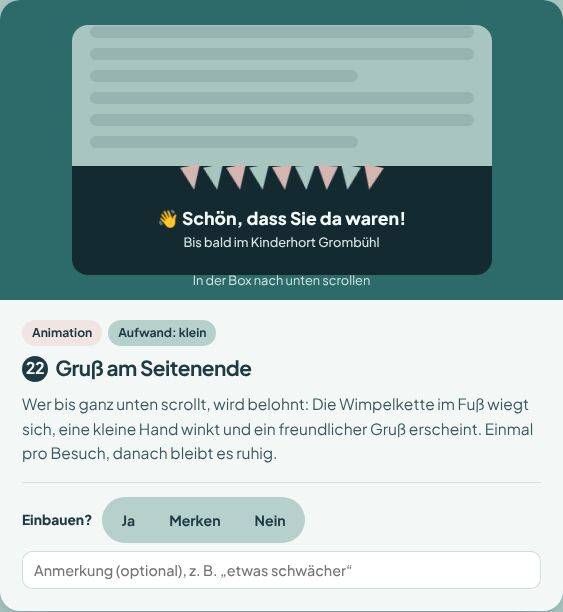 👋 Schön, dass Sie da waren!
Bis bald im Kinderhort Grombühl
In der Box nach unten scrollen
Animation
Aufwand: klein
22 Gruß am Seitenende
Wer bis ganz unten scrollt, wird belohnt: Die Wimpelkette im Fuß wiegt
sich, eine kleine Hand winkt und ein freundlicher Gruß erscheint. Einmal
pro Besuch, danach bleibt es ruhig.
Einbauen? Ja Merken Nein
Anmerkung (optional), z. B. „etwas schwächer“